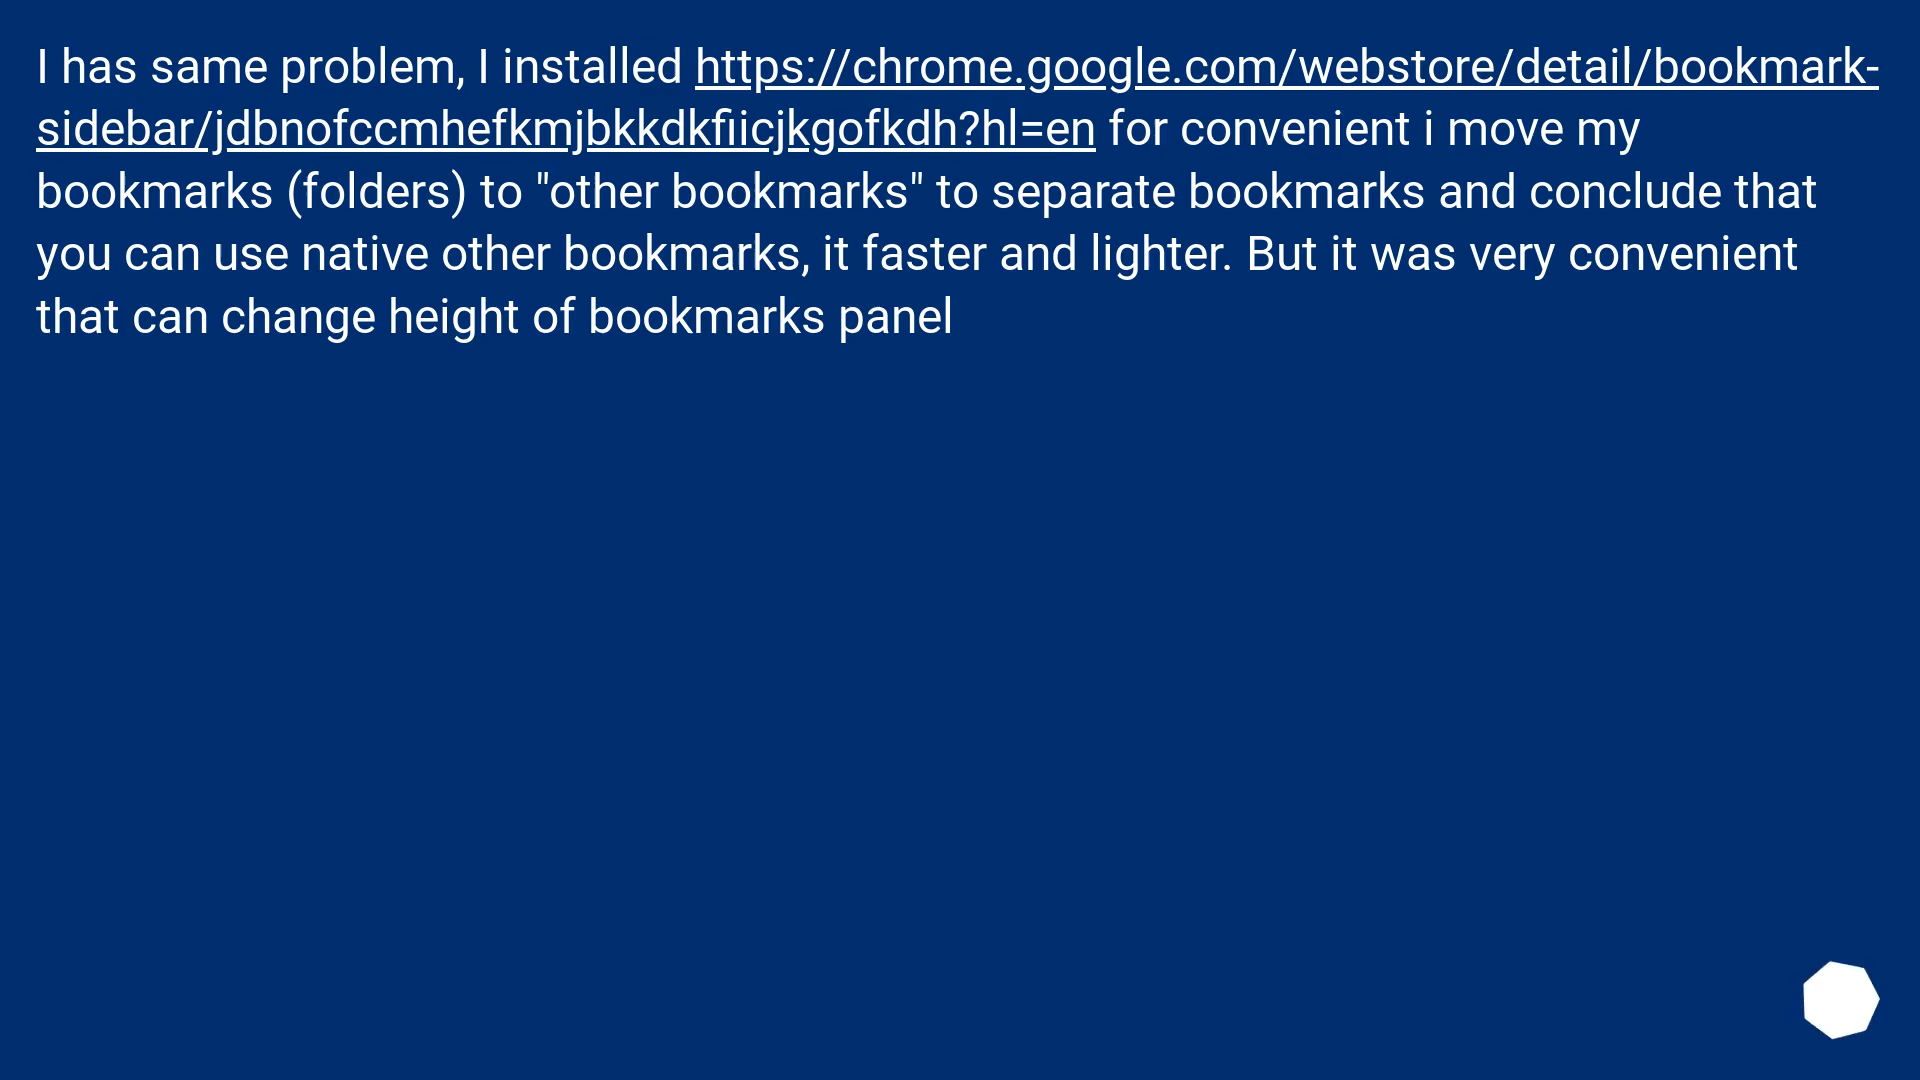 I has same problem, I installed https://chrome.google.com/webstore/detail/bookmark-
sidebar/jdbnofccmhefkmjbkkdkfiicjkgofkdh?hl=en for convenient i move my
bookmarks (folders) to "other bookmarks" to separate bookmarks and conclude that
you can use native other bookmarks, it faster and lighter. But it was very convenient
that can change height of bookmarks panel